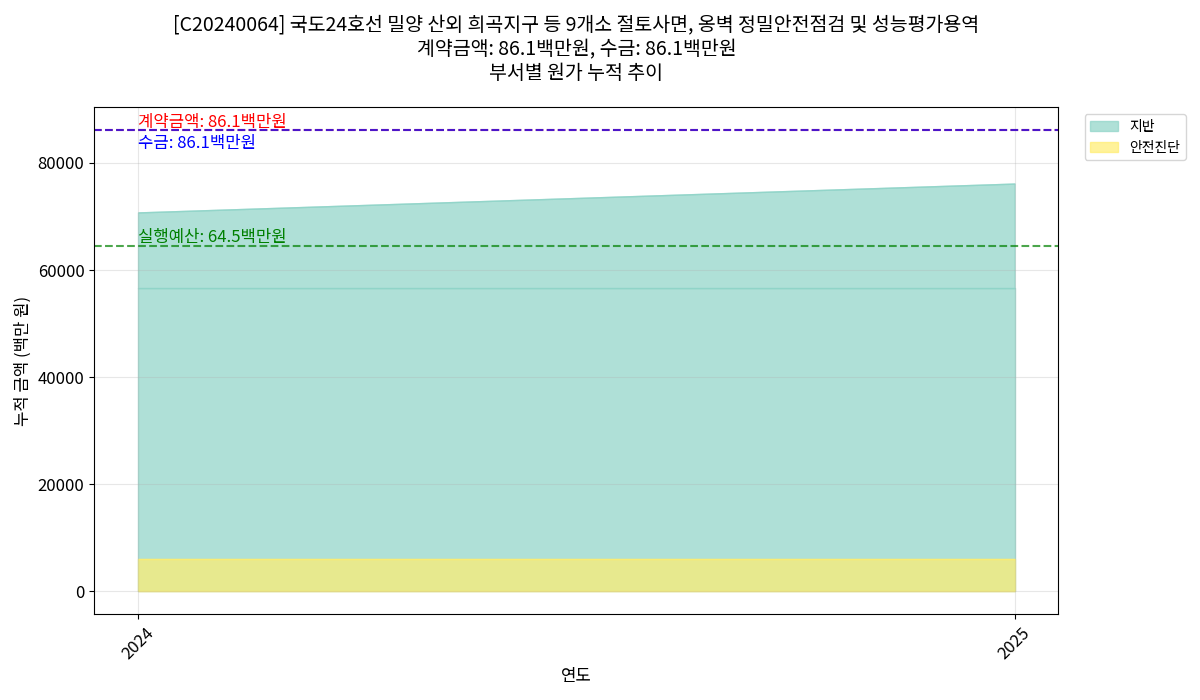 [C20240064] 국도24호선 밀양 산외 희곡지구 등 9개소 절토사면, 옹벽 정밀안전점검 및 성능평가용역
계약금액: 86.1백만원, 수금: 86.1백만원
부서별 원가 누적 추이
계약금액: 86.1백만원
수금: 86.1백만원
실행예산: 64.5백만원
지반
안전진단
누적 금액 (백만 원)
80000
60000
40000
20000
0
2024
2025
연도